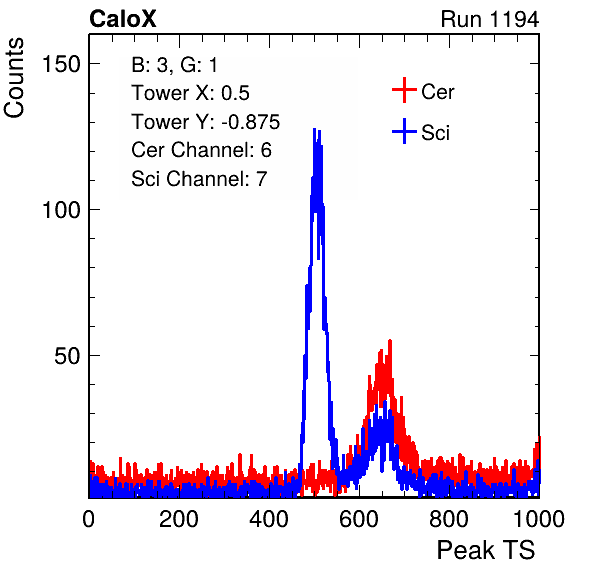 CaloX Run 1194
B: 3, G: 1
Tower X: 0.5
Tower Y: -0.875
Cer Channel: 6
Sci Channel: 7
Cer
Sci
Counts
150
100
50
0 200 400 600 800 1000
Peak TS